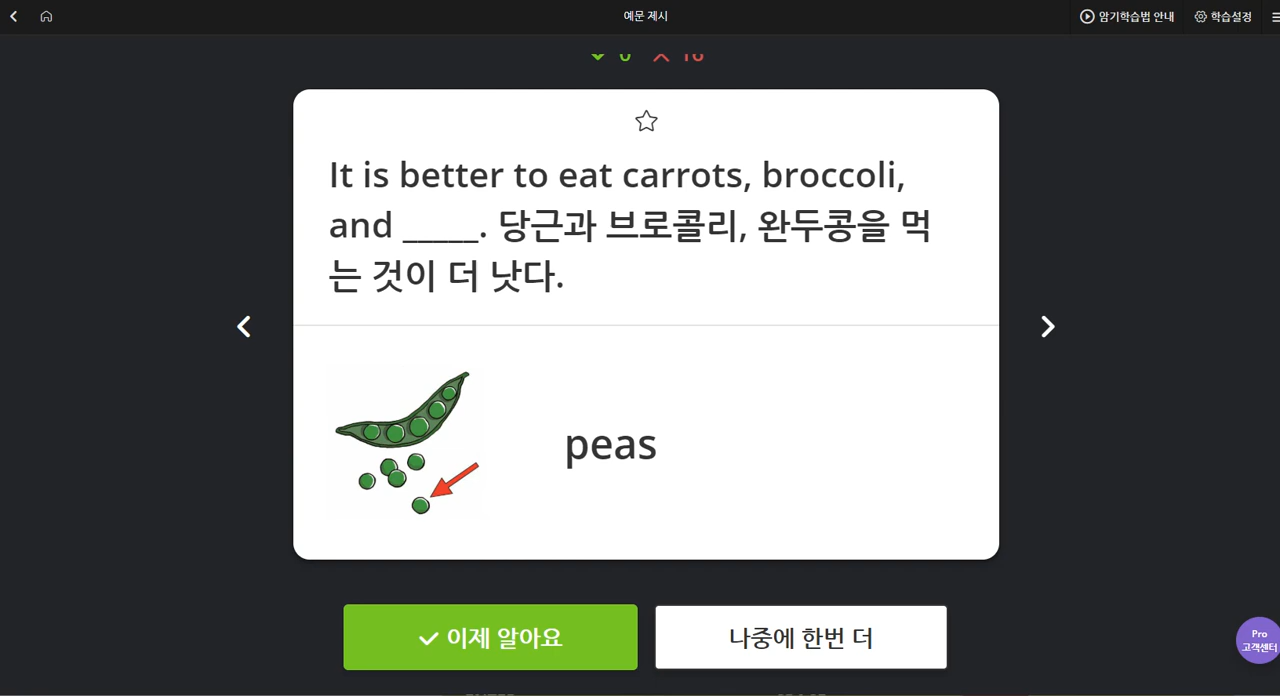 예문 제시
암기학습법 안내
학습설정
It is better to eat carrots, broccoli,
and _____. 당근과 브로콜리, 완두콩을 먹
는 것이 더 낫다.
peas
이제 알아요
나중에 한번 더
Pro
고객센터